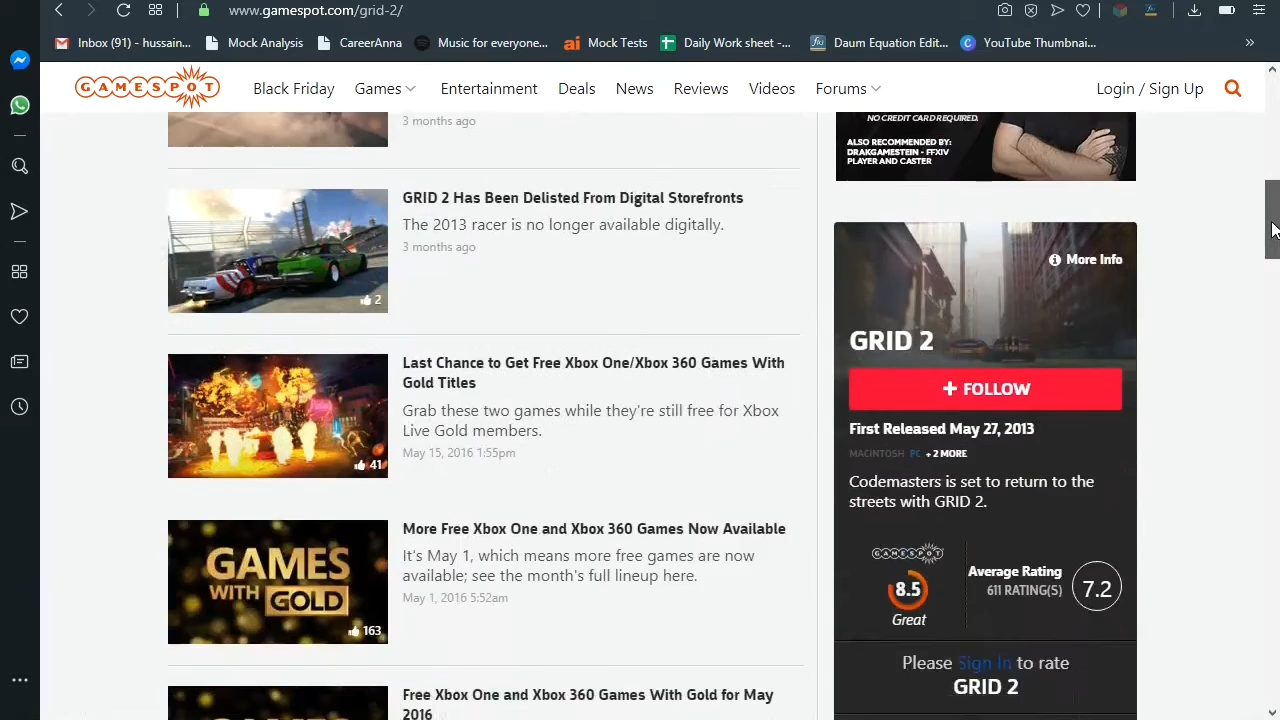 www.gamespot.com/grid-2/
Inbox (91) - hussain...
Mock Analysis
CareerAnna
Music for everyone...
ai
Mock Tests
Daily Work sheet -...
Daum Equation Edit...
C
YouTube Thumbnai...
GAMESPOT
Black Friday
Games
Entertainment
Deals
News
Reviews
Videos
Forums
Login / Sign Up
3 months ago
GRID 2 Has Been Delisted From Digital Storefronts
The 2013 racer is no longer available digitally.
3 months ago
2
Last Chance to Get Free Xbox One/Xbox 360 Games With
Gold Titles
Grab these two games while they're still free for Xbox
Live Gold members.
May 15, 2016 1:55pm
41
More Free Xbox One and Xbox 360 Games Now Available
It's May 1, which means more free games are now
available; see the month's full lineup here.
May 1, 2016 5:52am
GAMES
WITH GOLD
163
Free Xbox One and Xbox 360 Games With Gold for May
2016
NO CREDIT CARD REQUIRED.
ALSO RECOMMENDED BY:
DRAKGAMESTEIN - FFXIV
PLAYER AND CASTER
More Info
GRID 2
+ FOLLOW
First Released May 27, 2013
MACINTOSH PC + 2 MORE
Codemasters is set to return to the
streets with GRID 2.
GAMESPOT
8.5
Great
Average Rating
611 RATING(S)
7.2
Please Sign In to rate
GRID 2